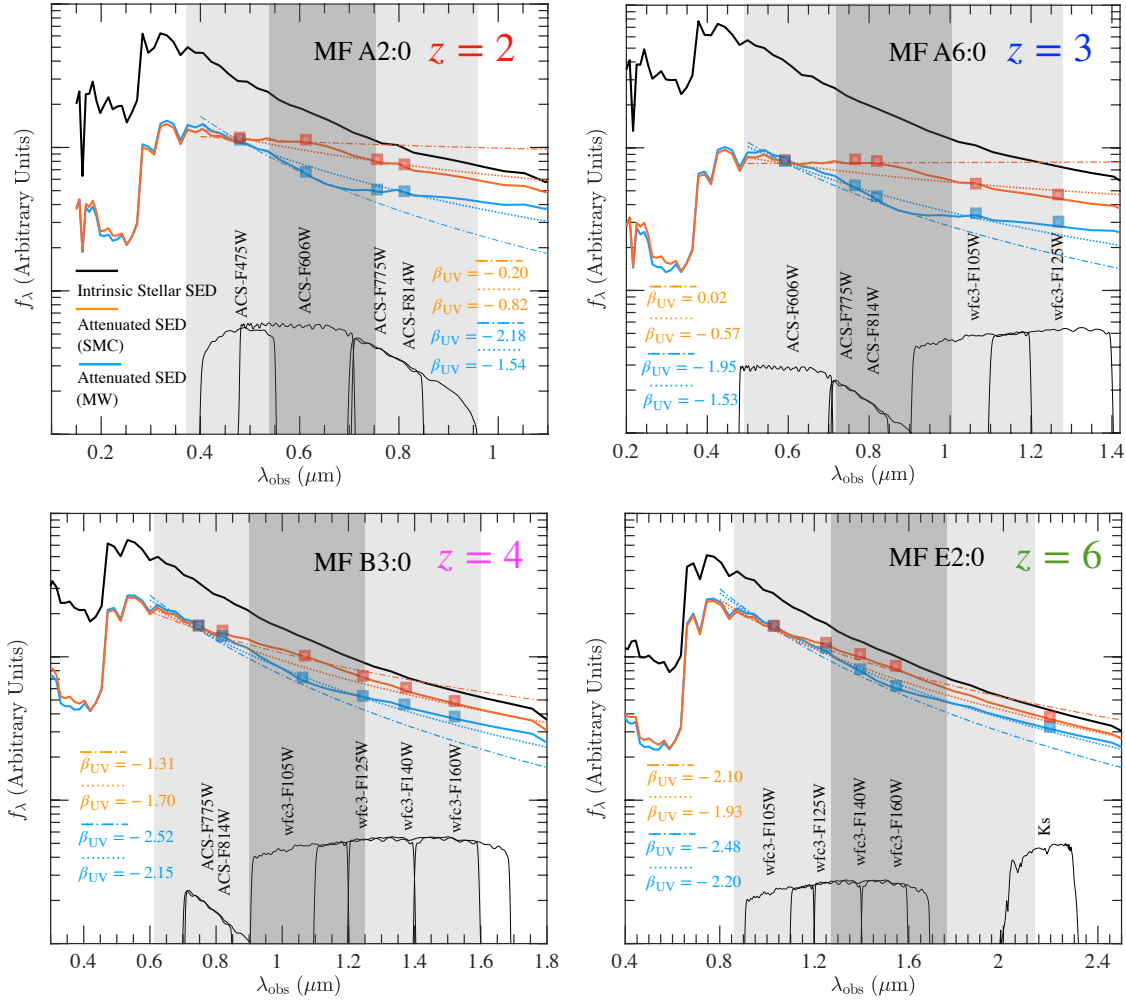 MF A2:0 z = 2
f_λ (Arbitrary Units)
ACS-F475W
ACS-F606W
ACS-F775W
ACS-F814W
Intrinsic Stellar SED
Attenuated SED
(SMC)
Attenuated SED
(MW)
β_UV = − 0.20
β_UV = − 0.82
β_UV = − 2.18
β_UV = − 1.54
0.2 0.4 0.6 0.8 1
λ_obs (μm)
MF A6:0 z = 3
f_λ (Arbitrary Units)
ACS-F606W
ACS-F775W
ACS-F814W
wfc3-F105W
wfc3-F125W
β_UV = 0.02
β_UV = − 0.57
β_UV = − 1.95
β_UV = − 1.53
0.2 0.4 0.6 0.8 1.0 1.2 1.4
λ_obs (μm)
MF B3:0 z = 4
f_λ (Arbitrary Units)
β_UV = − 1.31
β_UV = − 1.70
β_UV = − 2.52
β_UV = − 2.15
ACS-F775W
ACS-F814W
wfc3-F105W
wfc3-F125W
wfc3-F140W
wfc3-F160W
0.4 0.6 0.8 1.0 1.2 1.4 1.6 1.8
λ_obs (μm)
MF E2:0 z = 6
f_λ (Arbitrary Units)
β_UV = − 2.10
β_UV = − 1.93
β_UV = − 2.48
β_UV = − 2.20
wfc3-F105W
wfc3-F125W
wfc3-F140W
wfc3-F160W
Ks
0.4 0.8 1.2 1.6 2 2.4
λ_obs (μm)